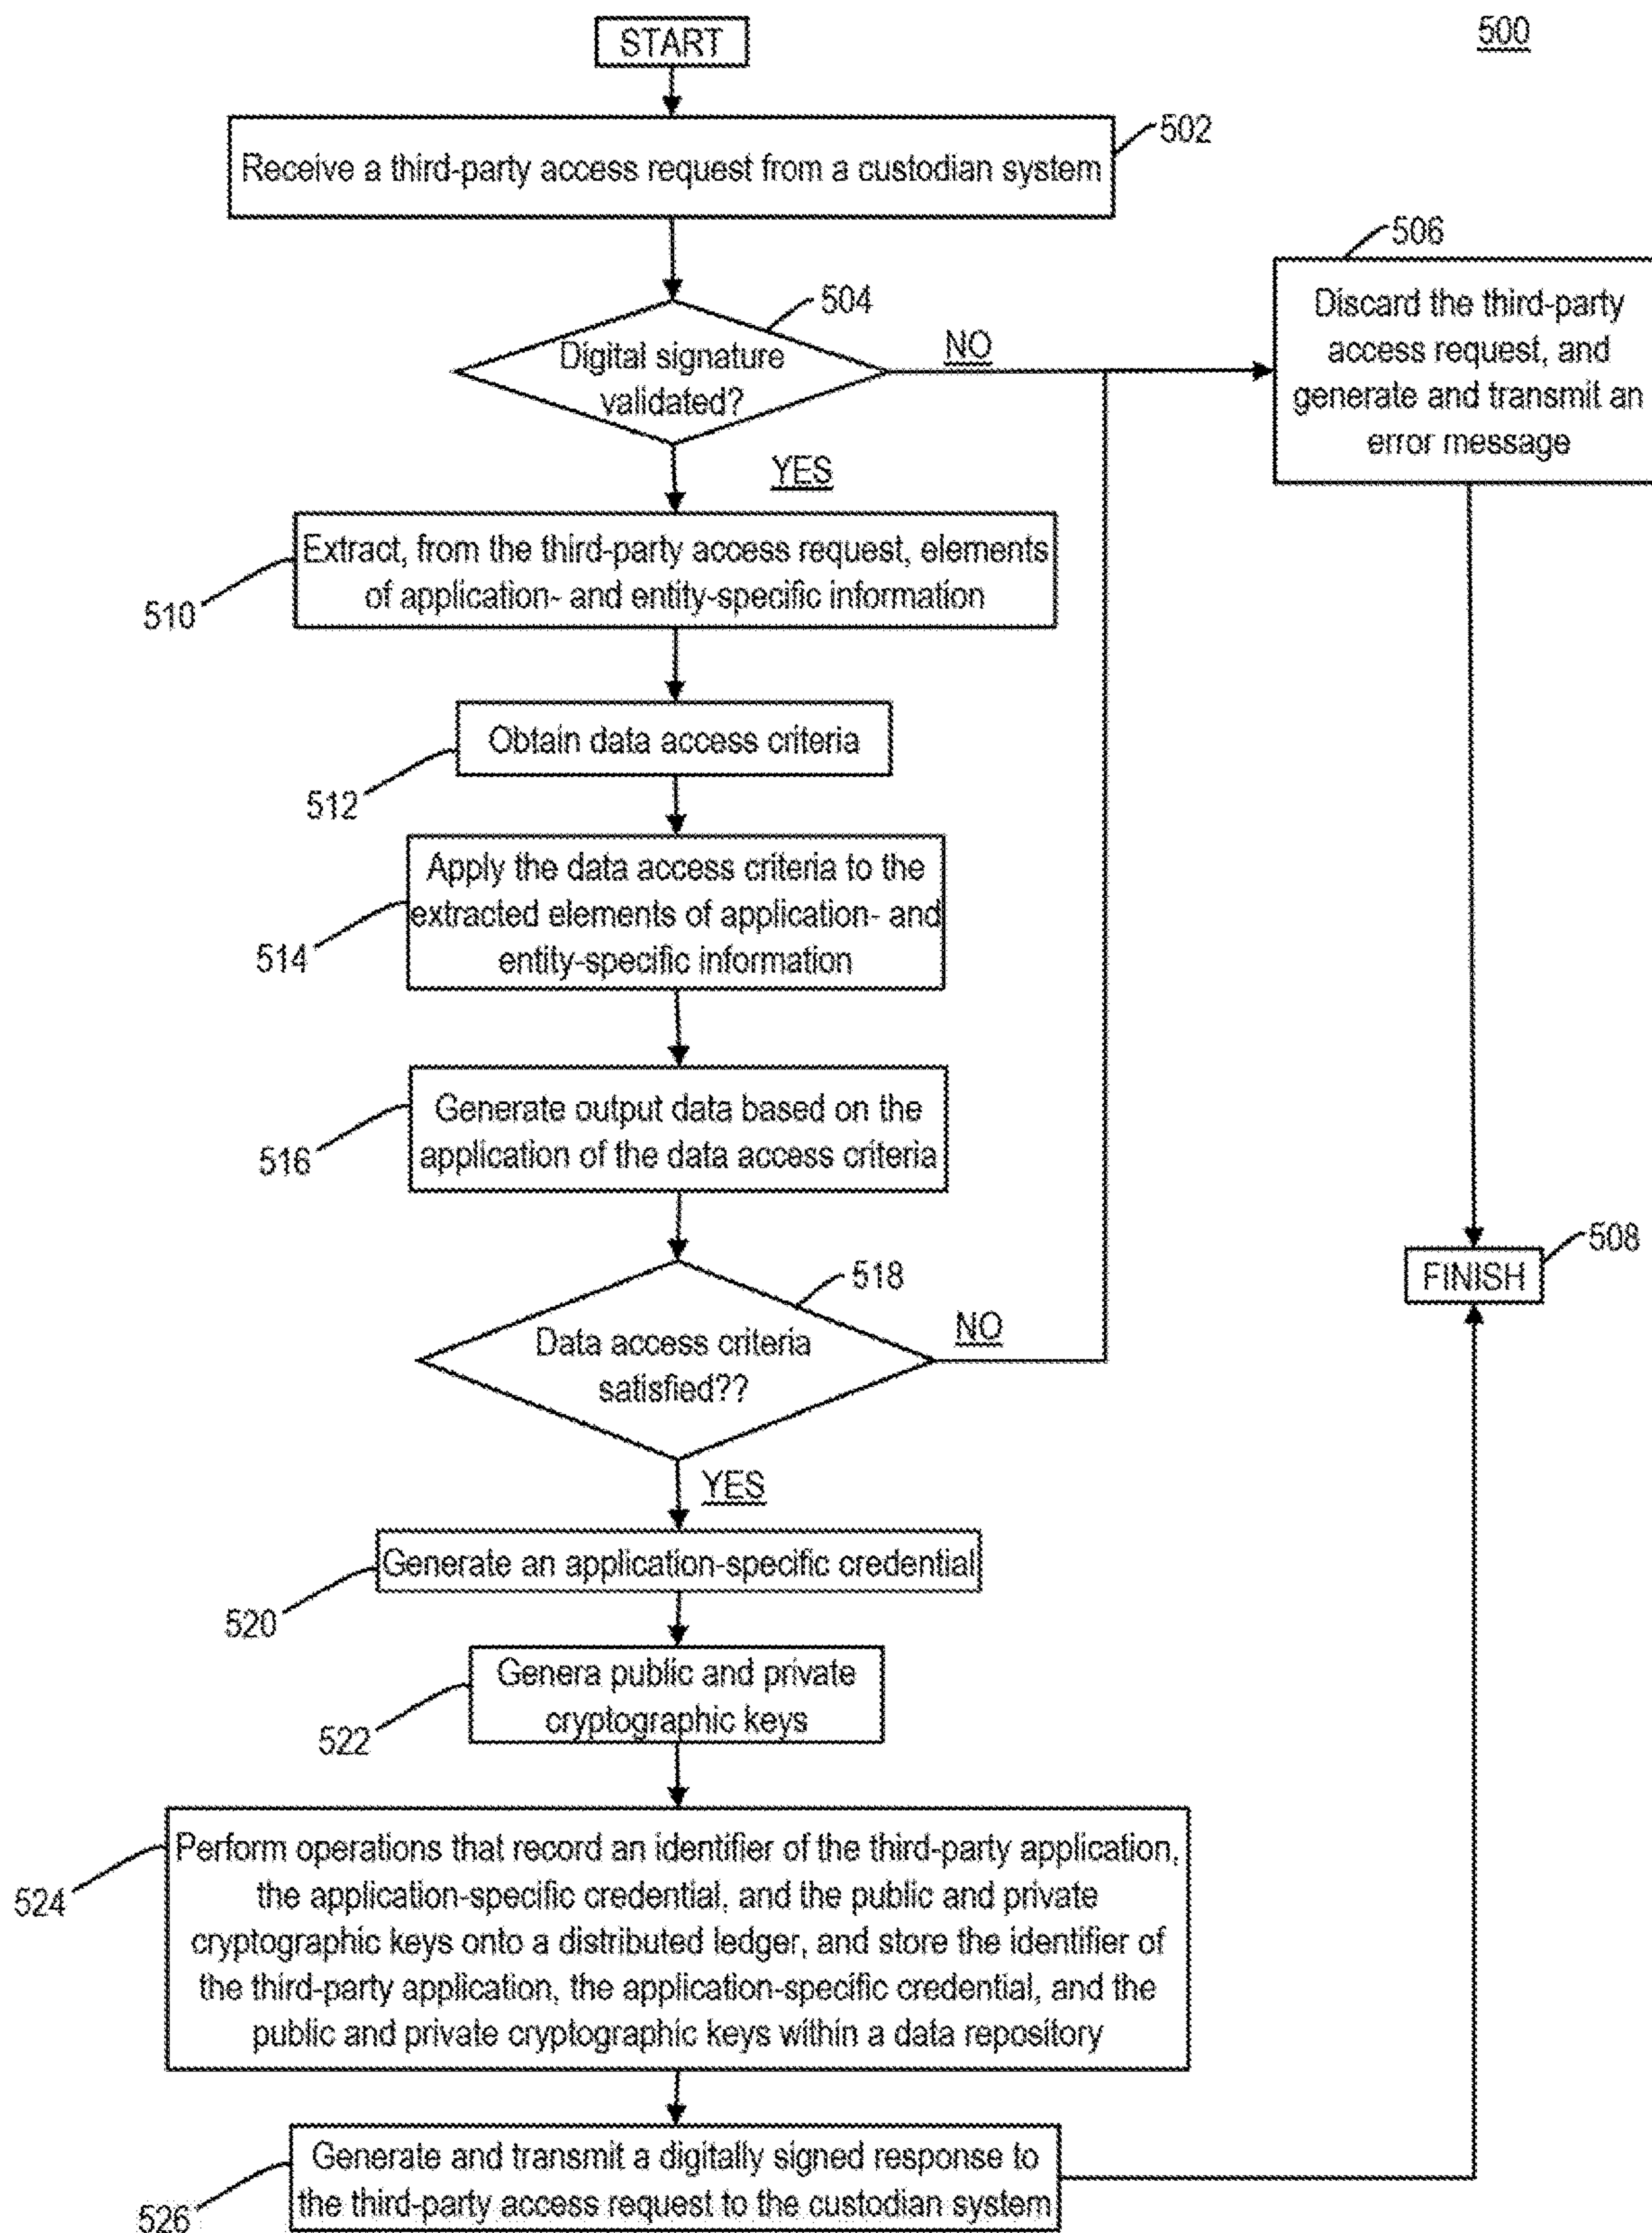 START
500
502
Receive a third-party access request from a custodian system
506
504
Digital signature
validated?
NO
Discard the third-party
access request, and
generate and transmit an
error message
YES
510
Extract, from the third-party access request, elements
of application- and entity-specific information
512
Obtain data access criteria
514
Apply the data access criteria to the
extracted elements of application- and
entity-specific information
516
Generate output data based on the
application of the data access criteria
508
FINISH
518
Data access criteria
satisfied??
NO
YES
520
Generate an application-specific credential
522
Genera public and private
cryptographic keys
524
Perform operations that record an identifier of the third-party application,
the application-specific credential, and the public and private
cryptographic keys onto a distributed ledger, and store the identifier of
the third-party application, the application-specific credential, and the
public and private cryptographic keys within a data repository
526
Generate and transmit a digitally signed response to
the third-party access request to the custodian system